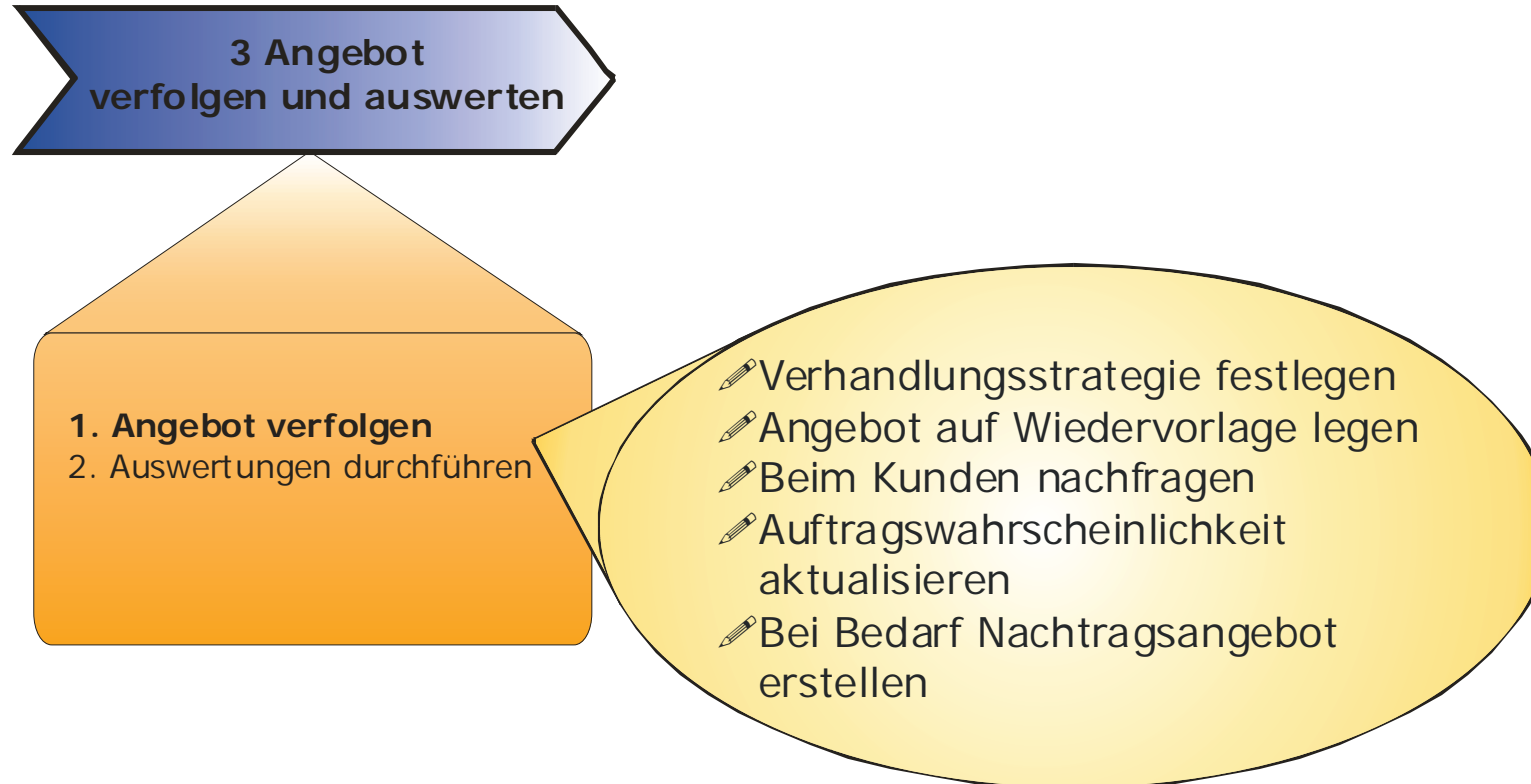 3 Angebot
verfolgen und auswerten
1. Angebot verfolgen
2. Auswertungen durchführen
Verhandlungsstrategie festlegen
Angebot auf Wiedervorlage legen
Beim Kunden nachfragen
Auftragswahrscheinlichkeit
aktualisieren
Bei Bedarf Nachtragsangebot
erstellen